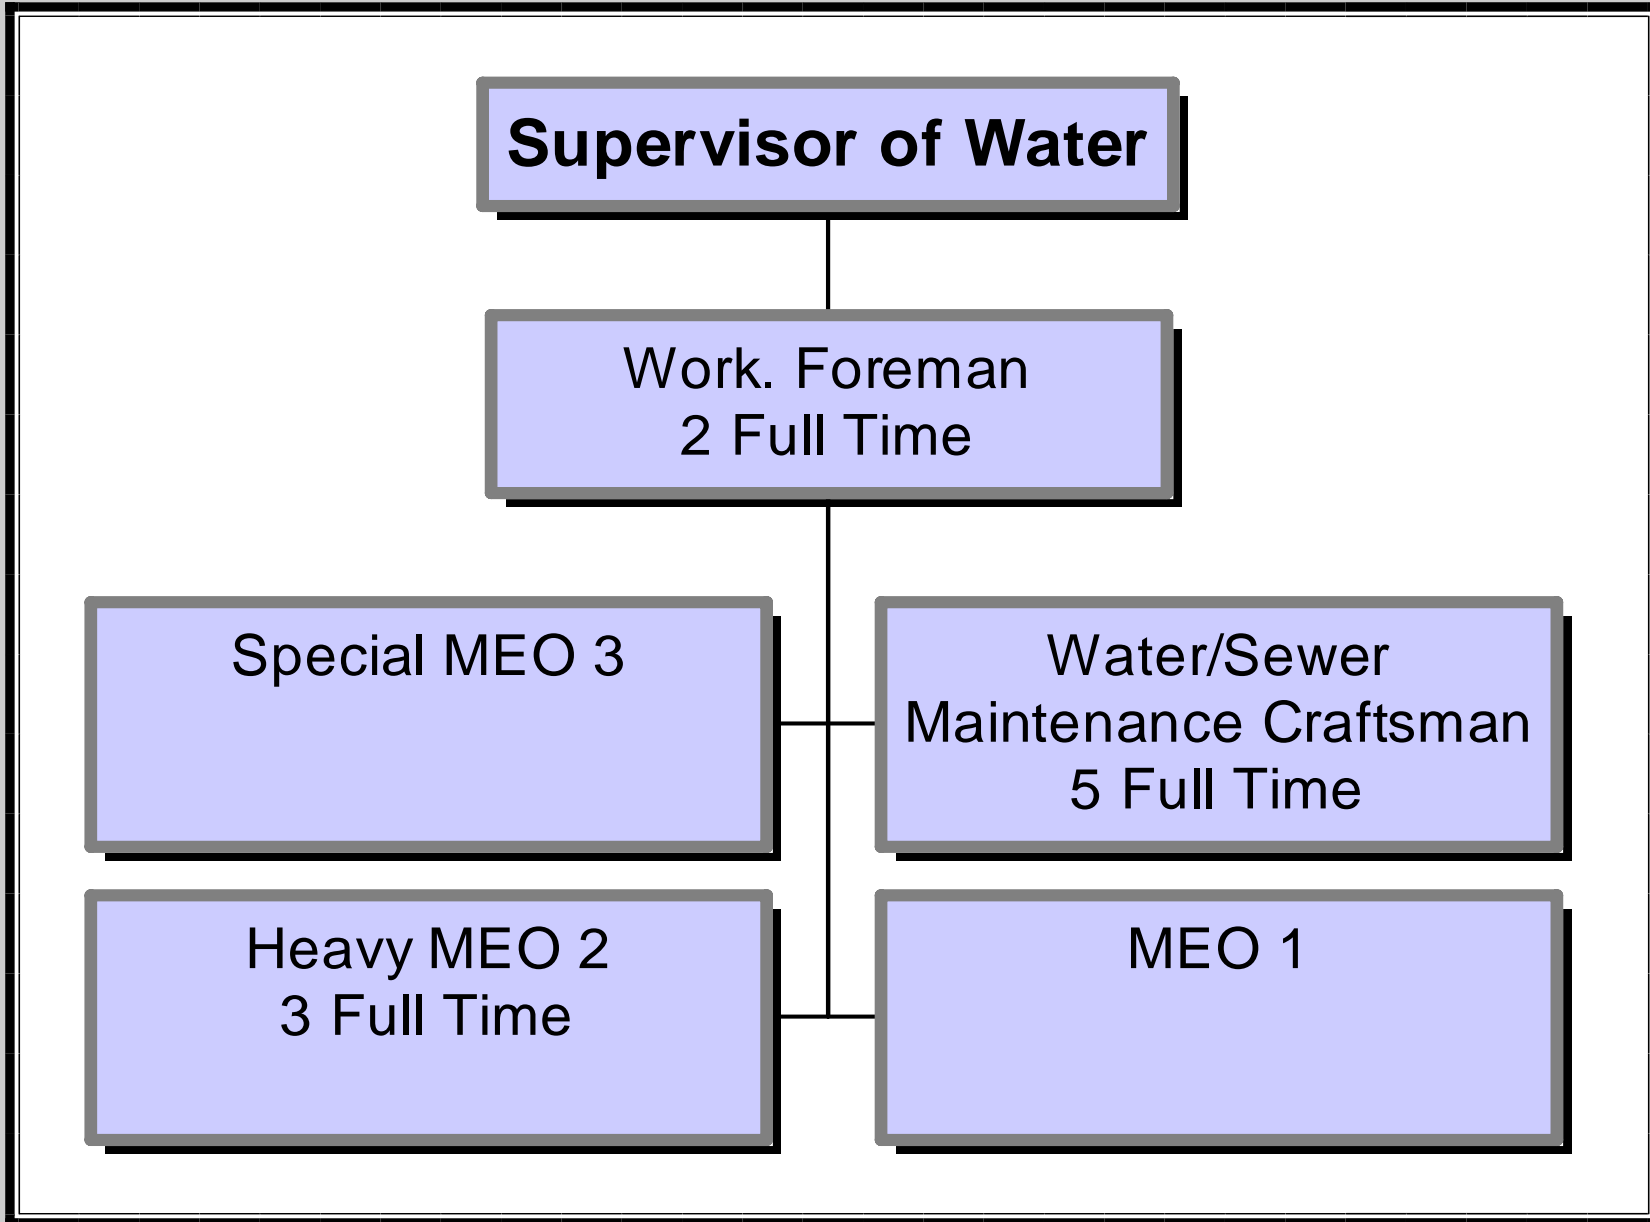 Supervisor of Water
Work. Foreman
2 Full Time
Special MEO 3
Water/Sewer
Maintenance Craftsman
5 Full Time
Heavy MEO 2
3 Full Time
MEO 1